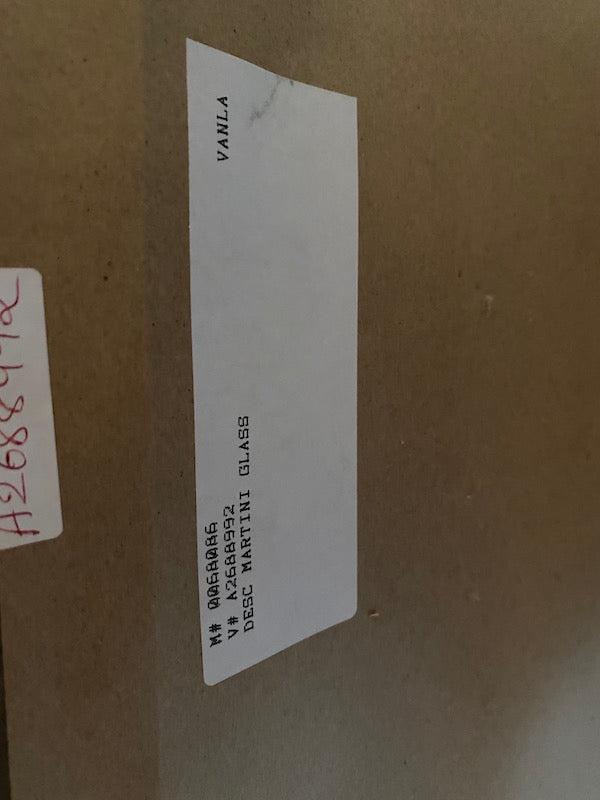 M# 0068086
V# A2688992
DESC MARTINI GLASS
VANLA
A2688992